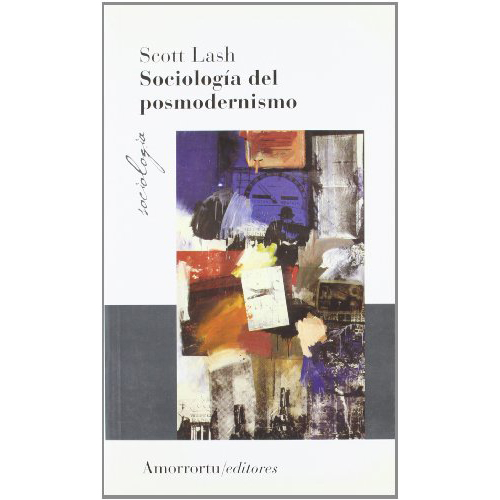 Scott Lash
Sociología del
posmodernismo
sociología
Amorrortu/editores